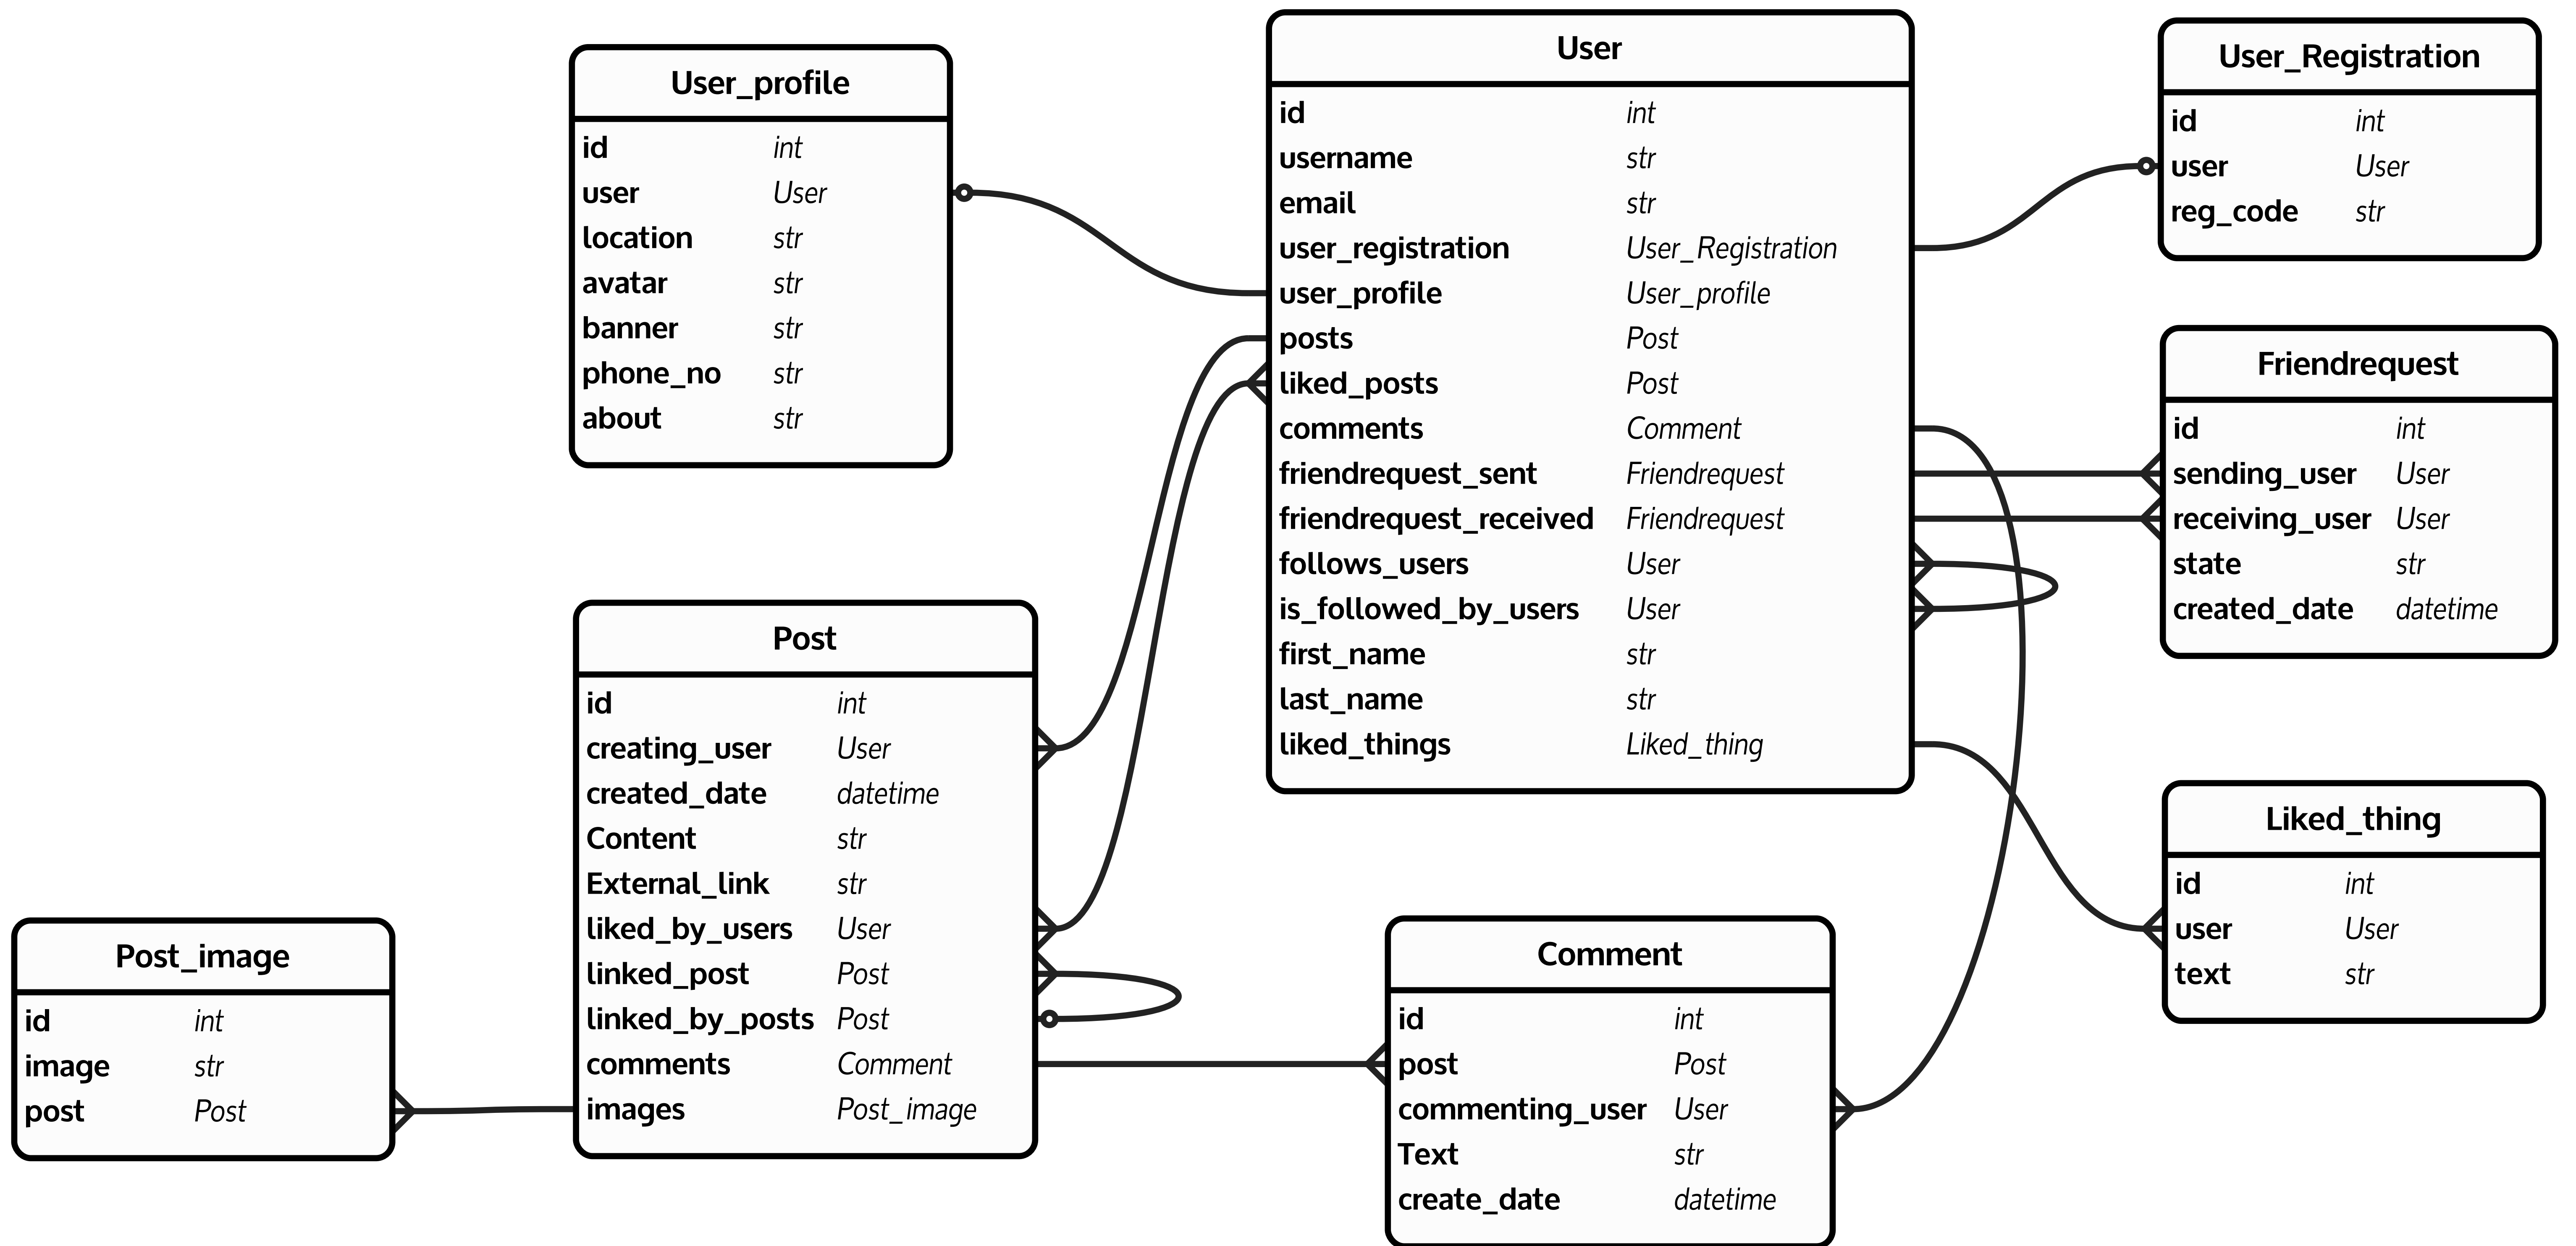 User_profile
id int
user User
location str
avatar str
banner str
phone_no str
about str
User
id int
username str
email str
user_registration User_Registration
user_profile User_profile
posts Post
liked_posts Post
comments Comment
friendrequest_sent Friendrequest
friendrequest_received Friendrequest
follows_users User
is_followed_by_users User
first_name str
last_name str
liked_things Liked_thing
User_Registration
id int
user User
reg_code str
Friendrequest
id int
sending_user User
receiving_user User
state str
created_date datetime
Post
id int
creating_user User
created_date datetime
Content str
External_link str
liked_by_users User
linked_post Post
linked_by_posts Post
comments Comment
images Post_image
Liked_thing
id int
user User
text str
Post_image
id int
image str
post Post
Comment
id int
post Post
commenting_user User
Text str
create_date datetime